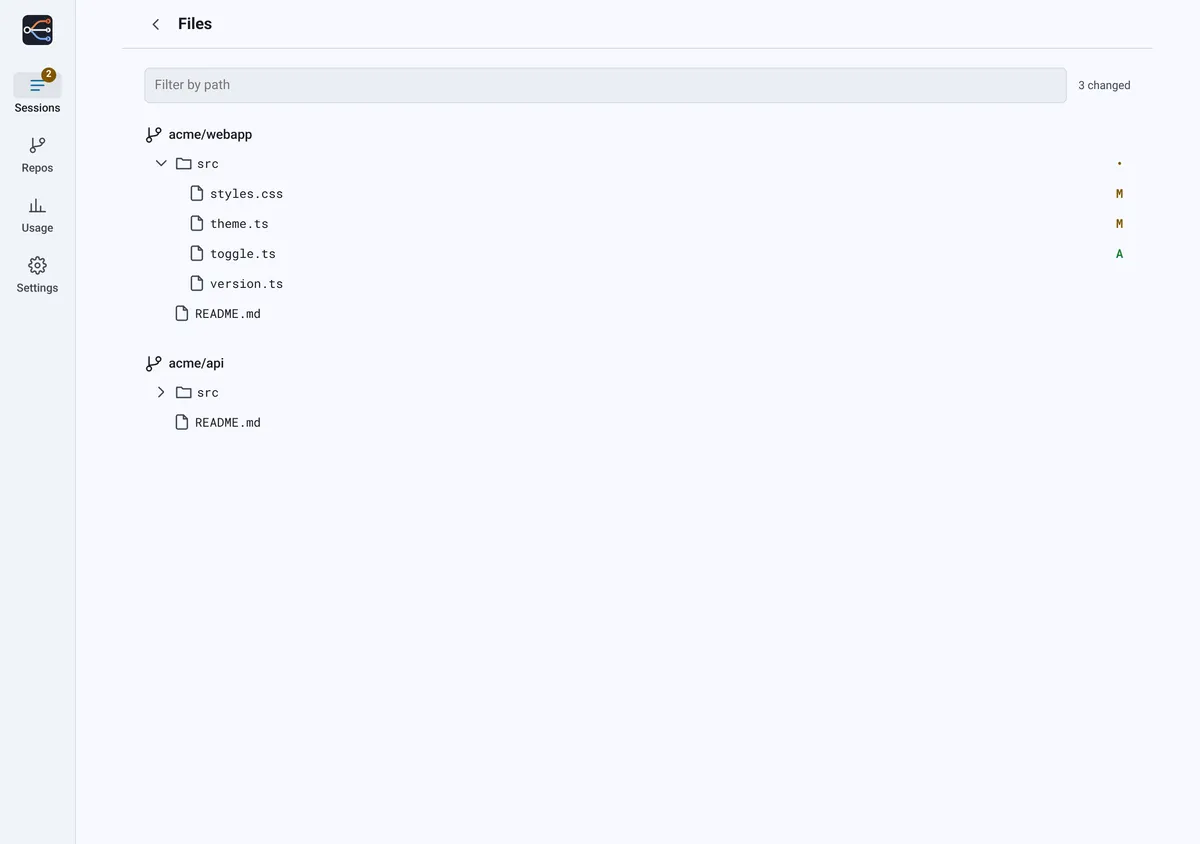 Files
2
Sessions
Repos
Usage
Settings
Filter by path
3 changed
acme/webapp
src
styles.css M
theme.ts M
toggle.ts A
version.ts
README.md
acme/api
src
README.md